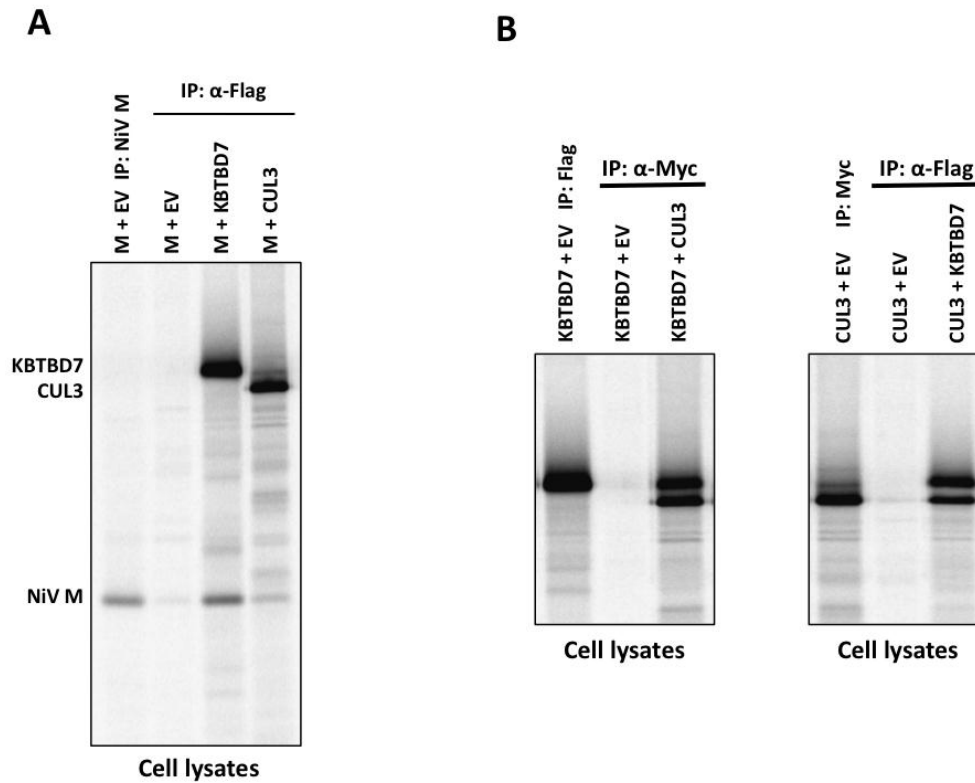 A
IP: α-Flag
M + EV IP: NiV M
M + EV
M + KBTBD7
M + CUL3
KBTBD7
CUL3
NiV M
Cell lysates
B
KBTBD7 + EV IP: Flag
IP: α-Myc
KBTBD7 + EV
KBTBD7 + CUL3
Cell lysates
CUL3 + EV IP: Myc
IP: α-Flag
CUL3 + EV
CUL3 + KBTBD7
Cell lysates